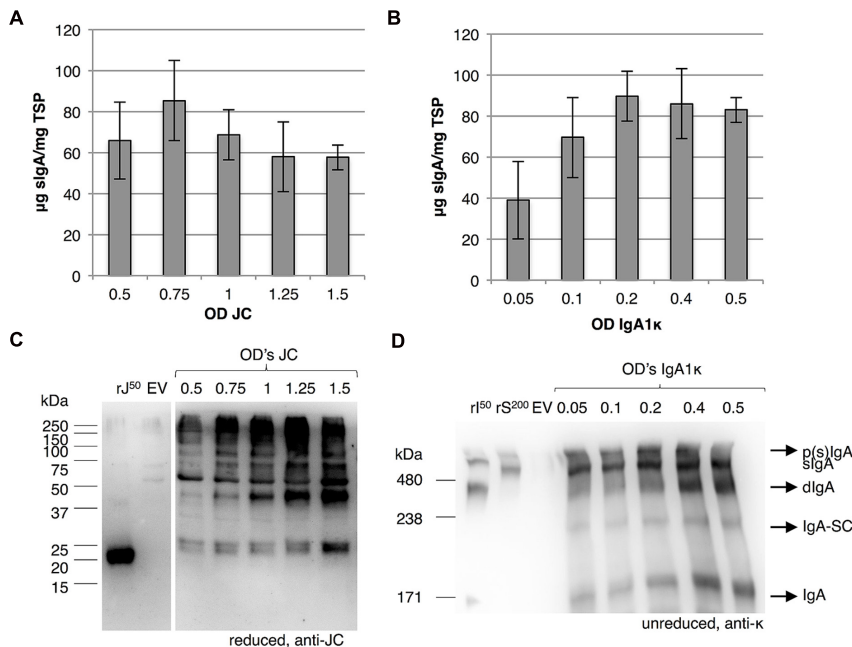 A
120
100
80
60
40
20
0
µg sIgA/mg TSP
0.5 0.75 1 1.25 1.5
OD JC
B
120
100
80
60
40
20
0
µg sIgA/mg TSP
0.05 0.1 0.2 0.4 0.5
OD IgA1κ
C
OD's JC
rJ⁵⁰ EV 0.5 0.75 1 1.25 1.5
kDa
250
150
100
75
50
37
25
20
15
reduced, anti-JC
D
OD's IgA1κ
rI⁵⁰ rS²⁰⁰ EV 0.05 0.1 0.2 0.4 0.5
kDa
480
238
171
p(s)IgA
sIgA
dIgA
IgA-SC
IgA
unreduced, anti-κ